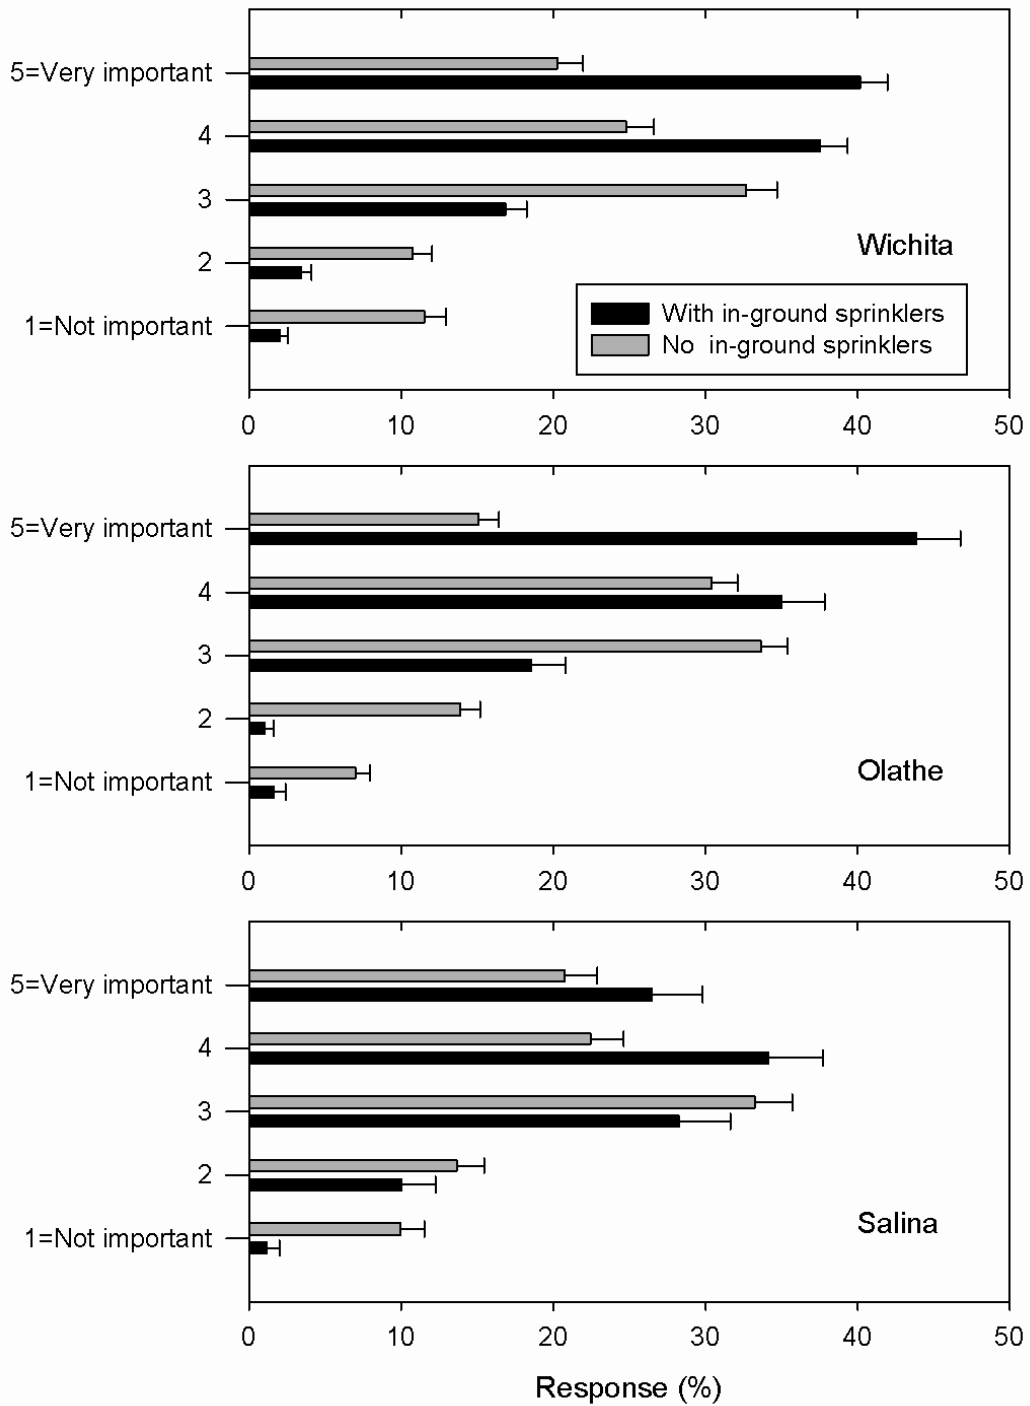 5=Very important
4
3
2
1=Not important
Wichita
With in-ground sprinklers
No in-ground sprinklers
0 10 20 30 40 50
5=Very important
4
3
2
1=Not important
Olathe
0 10 20 30 40 50
5=Very important
4
3
2
1=Not important
Salina
0 10 20 30 40 50
Response (%)